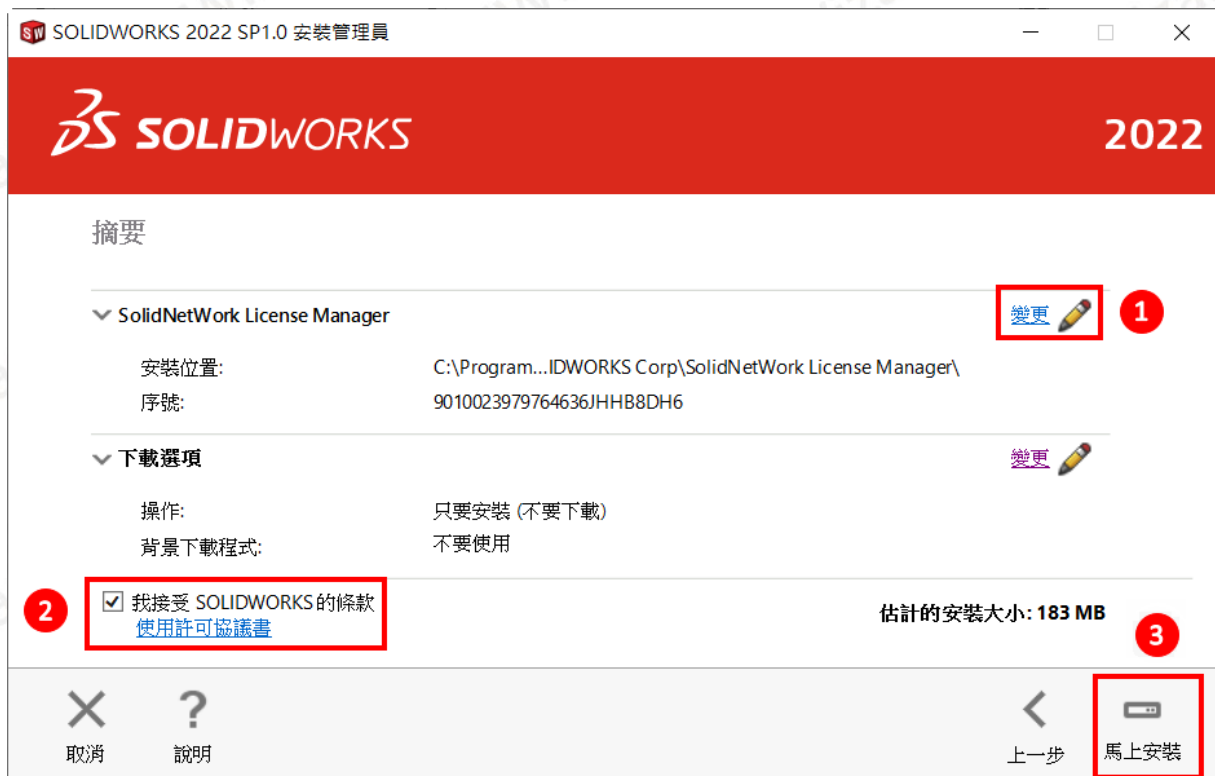 SOLIDWORKS 2022 SP1.0 安裝管理員
SOLIDWORKS
2022
摘要
SolidNetWork License Manager
變更
1
安裝位置:
C:\Program...IDWORKS Corp\SolidNetWork License Manager\
序號:
9010023979764636JHHB8DH6
下載選項
變更
操作:
只要安裝 (不要下載)
背景下載程式:
不要使用
2
我接受 SOLIDWORKS 的條款
使用許可協議書
估計的安裝大小: 183 MB
3
取消
說明
上一步
馬上安裝